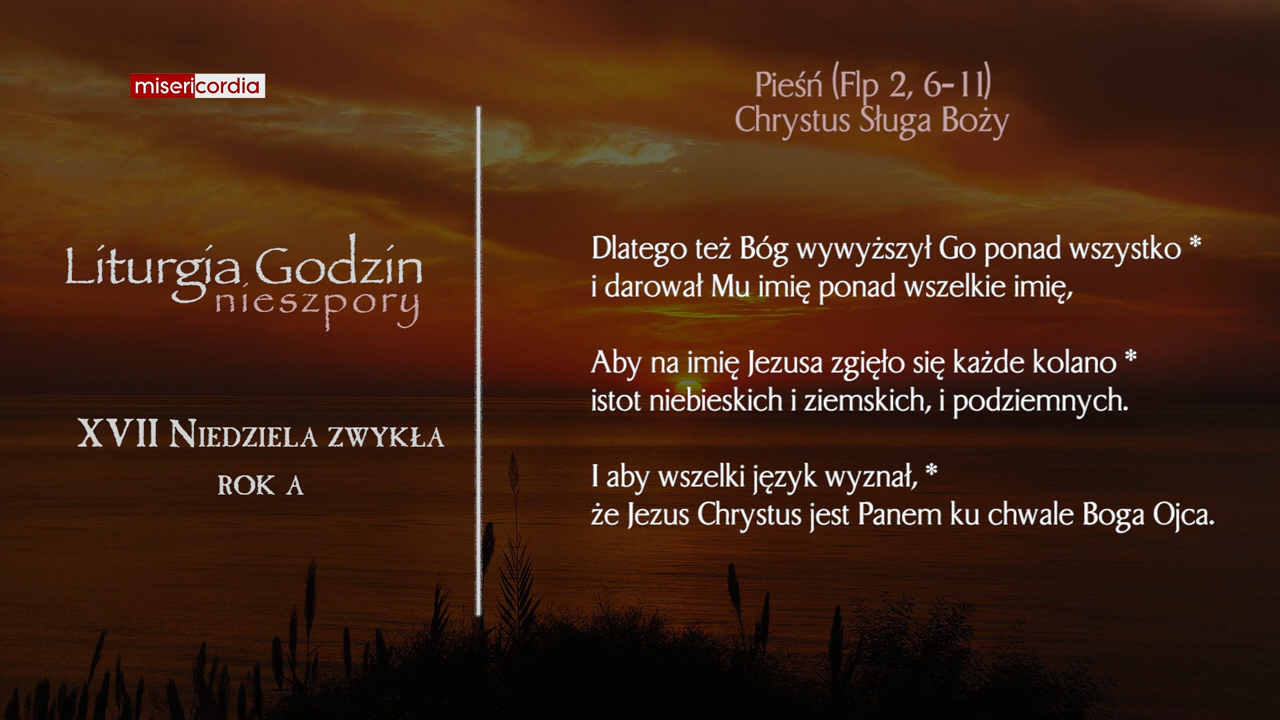 misericordia
Liturgia Godzin
nieszpory
XVII Niedziela zwykła
rok A
Pieśń (Flp 2, 6-11)
Chrystus Sługa Boży
Dlatego też Bóg wywyższył Go ponad wszystko *
i darował Mu imię ponad wszelkie imię,
Aby na imię Jezusa zgięło się każde kolano *
istot niebieskich i ziemskich, i podziemnych.
I aby wszelki język wyznał, *
że Jezus Chrystus jest Panem ku chwale Boga Ojca.